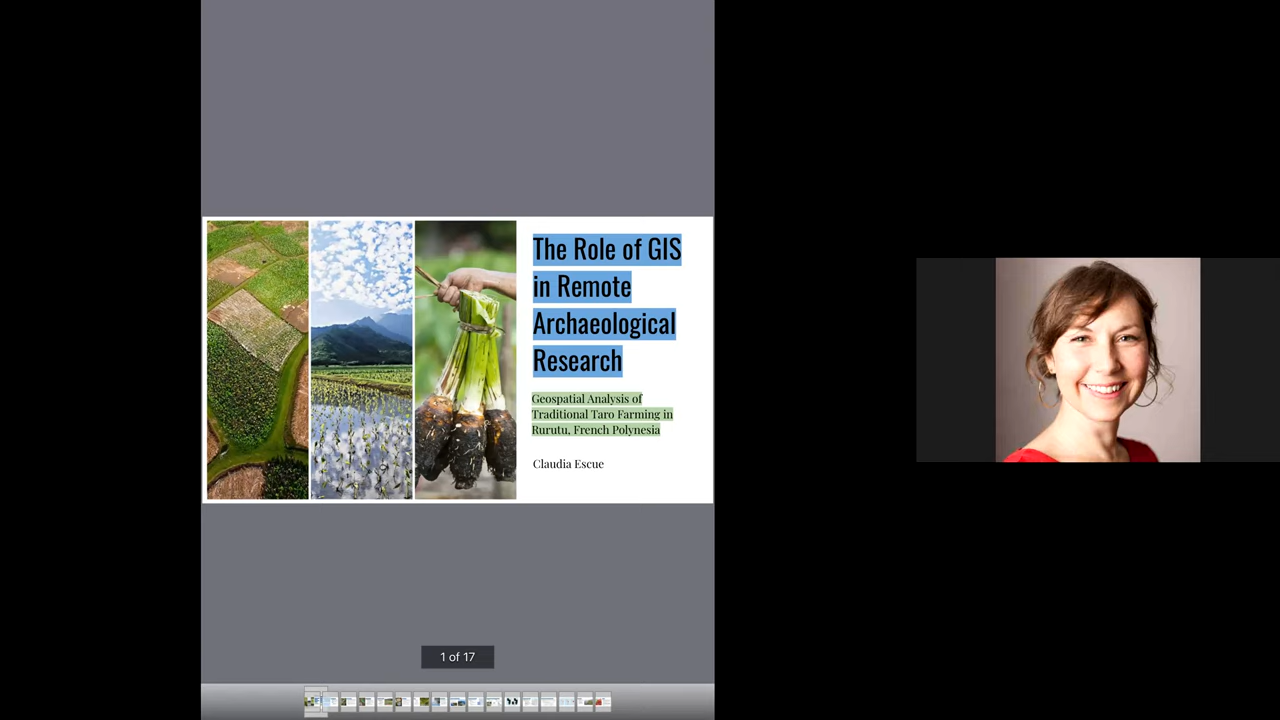 The Role of GIS
in Remote
Archaeological
Research
Geospatial Analysis of
Traditional Taro Farming in
Rurutu, French Polynesia
Claudia Escue
1 of 17